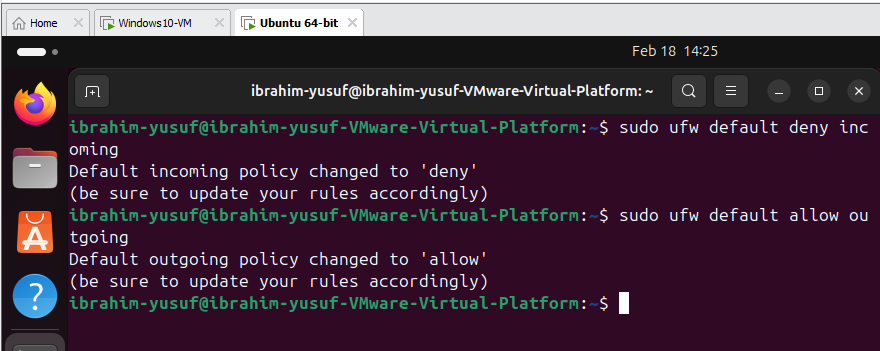 Home Windows10-VM Ubuntu 64-bit
Feb 18 14:25
ibrahim-yusuf@ibrahim-yusuf-VMware-Virtual-Platform: ~
ibrahim-yusuf@ibrahim-yusuf-VMware-Virtual-Platform:~$ sudo ufw default deny inc
oming
Default incoming policy changed to 'deny'
(be sure to update your rules accordingly)
ibrahim-yusuf@ibrahim-yusuf-VMware-Virtual-Platform:~$ sudo ufw default allow ou
tgoing
Default outgoing policy changed to 'allow'
(be sure to update your rules accordingly)
ibrahim-yusuf@ibrahim-yusuf-VMware-Virtual-Platform:~$